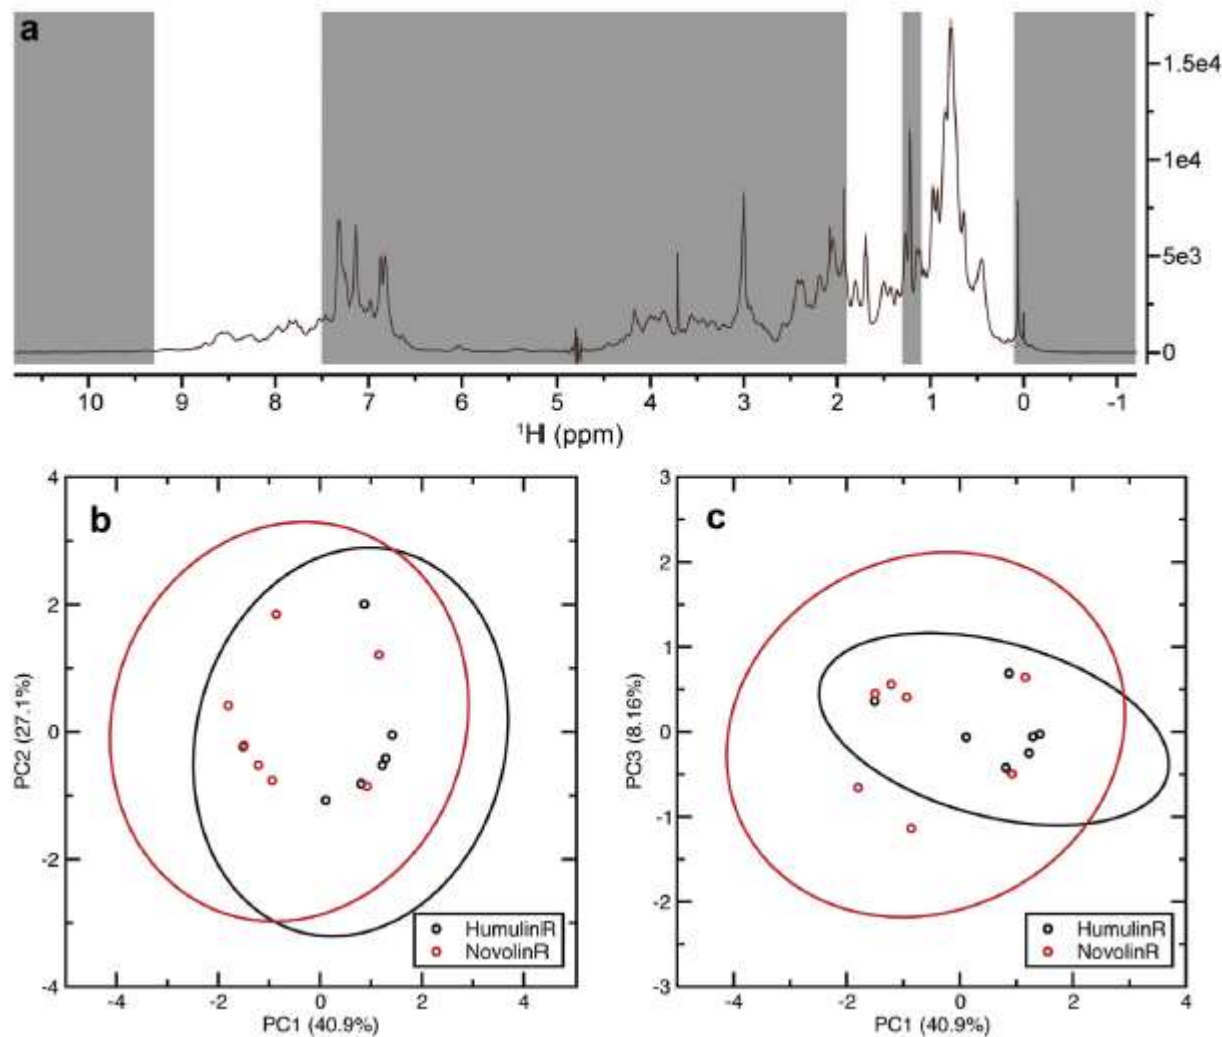 a
1.5e4
1e4
5e3
0
10 9 8 7 6 5 4 3 2 1 0 -1
¹H (ppm)
b
4
2
0
-2
-4
PC2 (27.1%)
-4 -2 0 2 4
PC1 (40.9%)
HumulinR
NovolinR
c
3
2
1
0
-1
-2
-3
PC3 (8.16%)
-4 -2 0 2 4
PC1 (40.9%)
HumulinR
NovolinR